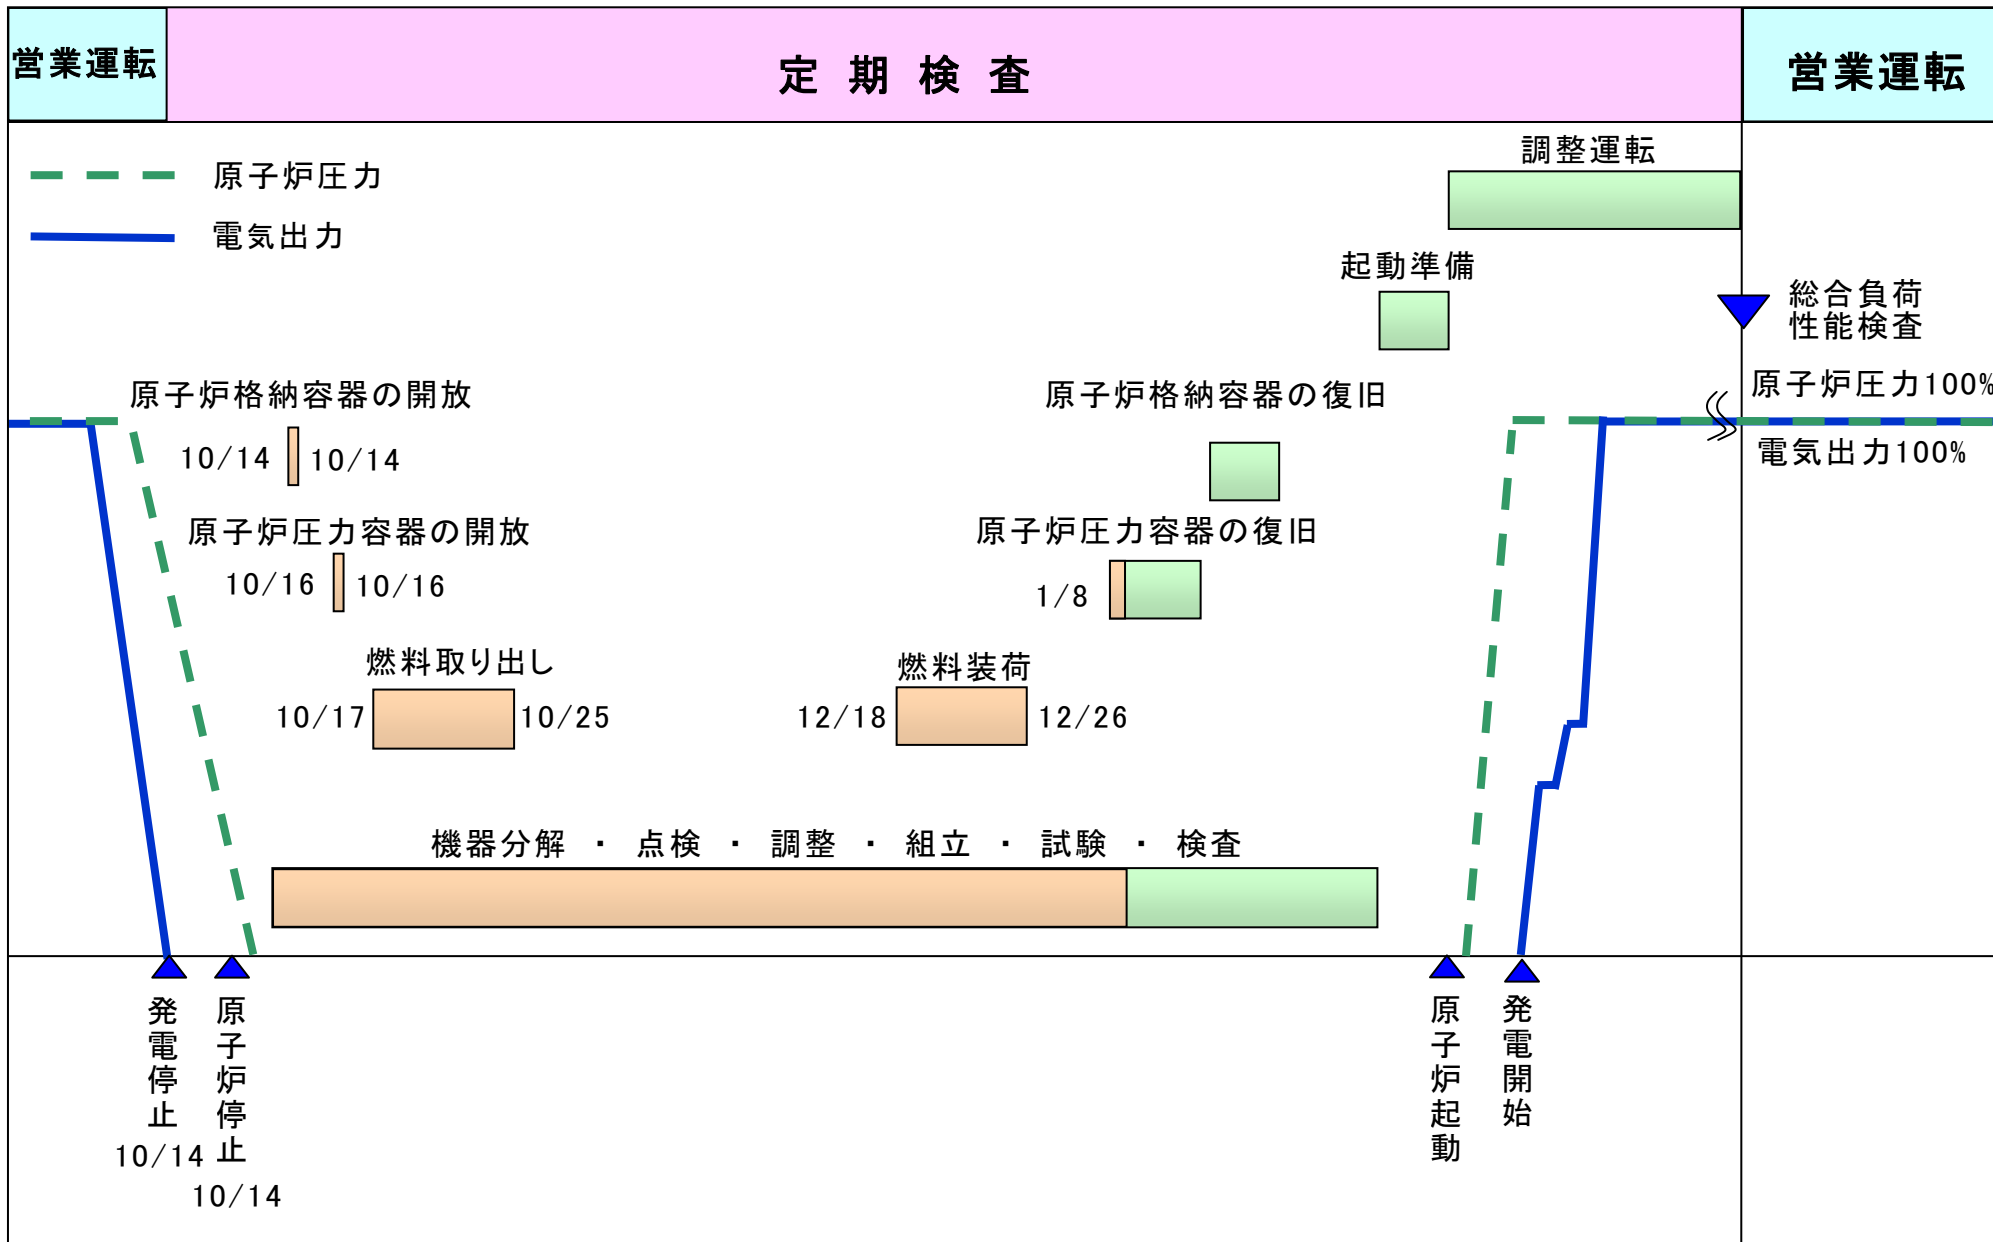 営業運転
定期検査
営業運転
原子炉圧力
電気出力
調整運転
起動準備
総合負荷
性能検査
原子炉格納容器の開放
10/14
10/14
原子炉格納容器の復旧
原子炉圧力100%
電気出力100%
原子炉圧力容器の開放
10/16
10/16
原子炉圧力容器の復旧
1/8
燃料取り出し
10/17
10/25
燃料装荷
12/18
12/26
機器分解 ・ 点検 ・ 調整 ・ 組立 ・ 試験 ・ 検査
発電停止
10/14
原子炉停止
10/14
原子炉起動
発電開始